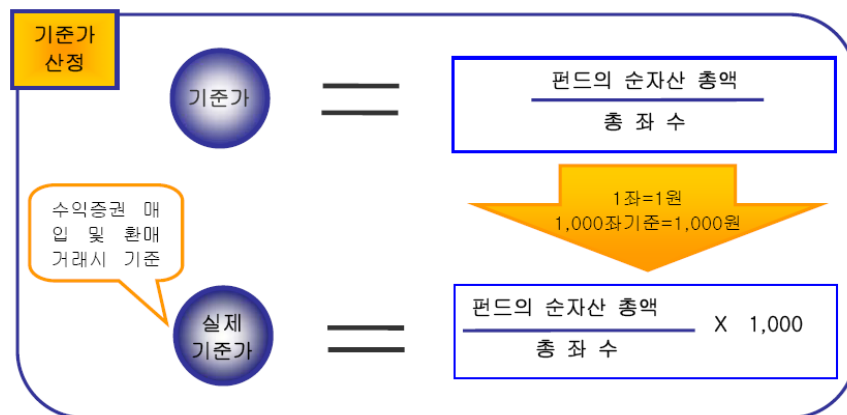 기준가
산정
기준가
펀드의 순자산 총액
총 좌 수
1좌=1원
1,000좌기준=1,000원
수익증권 매
입 및 환매
거래시 기준
실제
기준가
펀드의 순자산 총액
X 1,000
총 좌 수